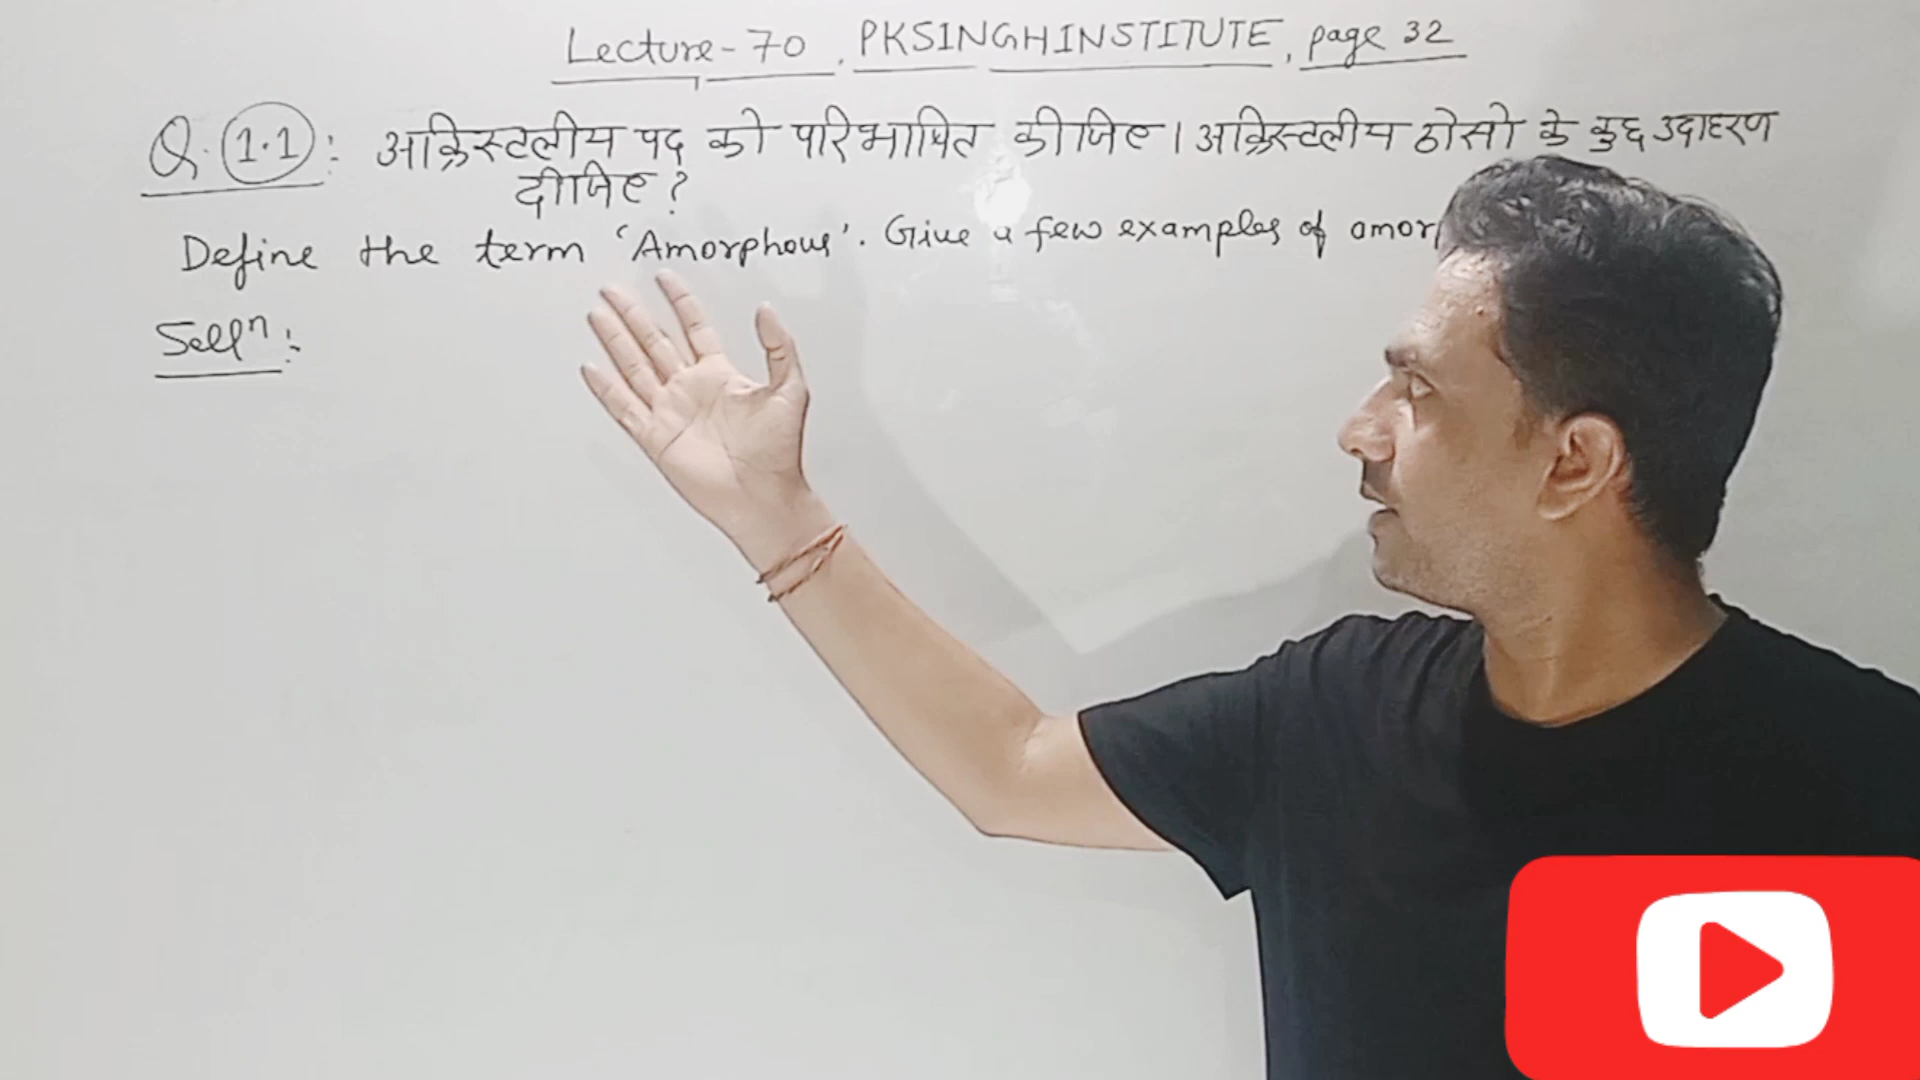 Lecture-70, PKSINGHINSTITUTE, page 32
Q.(1.1): अक्रिस्टलीय पद को परिभाषित कीजिए। अक्रिस्टलीय ठोसो के कुछ उदाहरण
दीजिए?
Define the term 'Amorphous'. Give a few examples of amor
Solln: